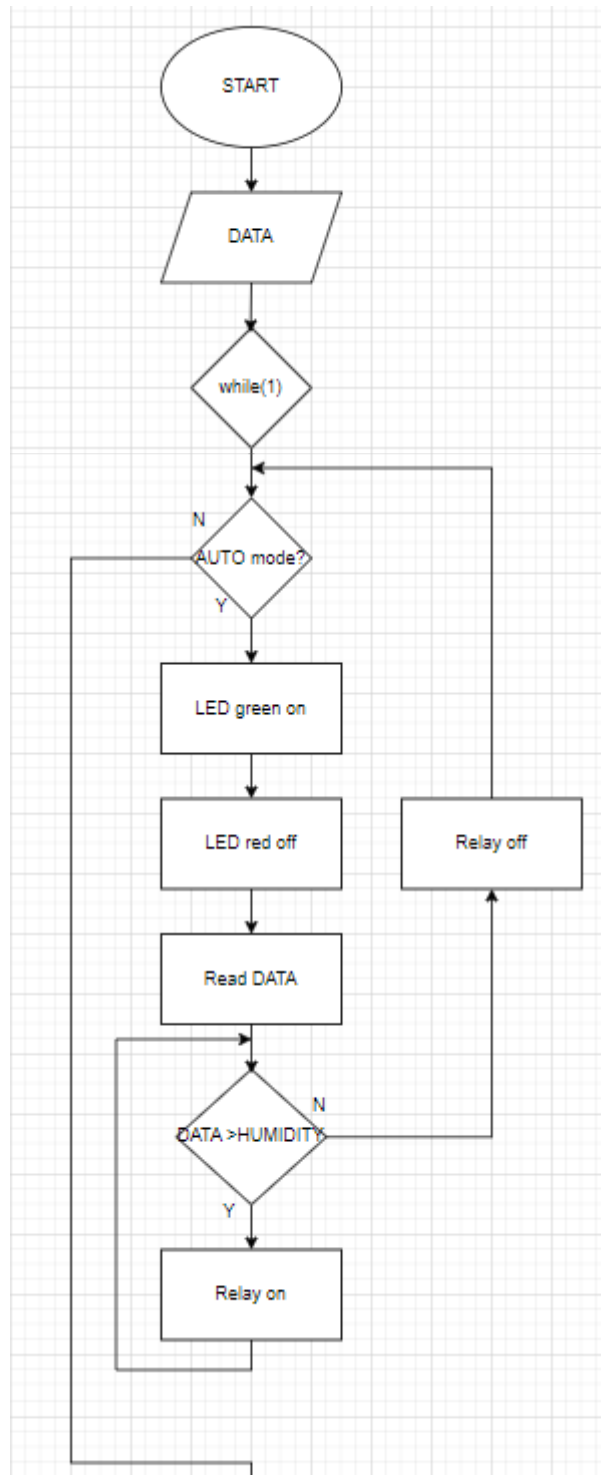 START
DATA
while(1)
N
AUTO mode?
Y
LED green on
LED red off
Relay off
Read DATA
N
DATA >HUMIDITY
Y
Relay on